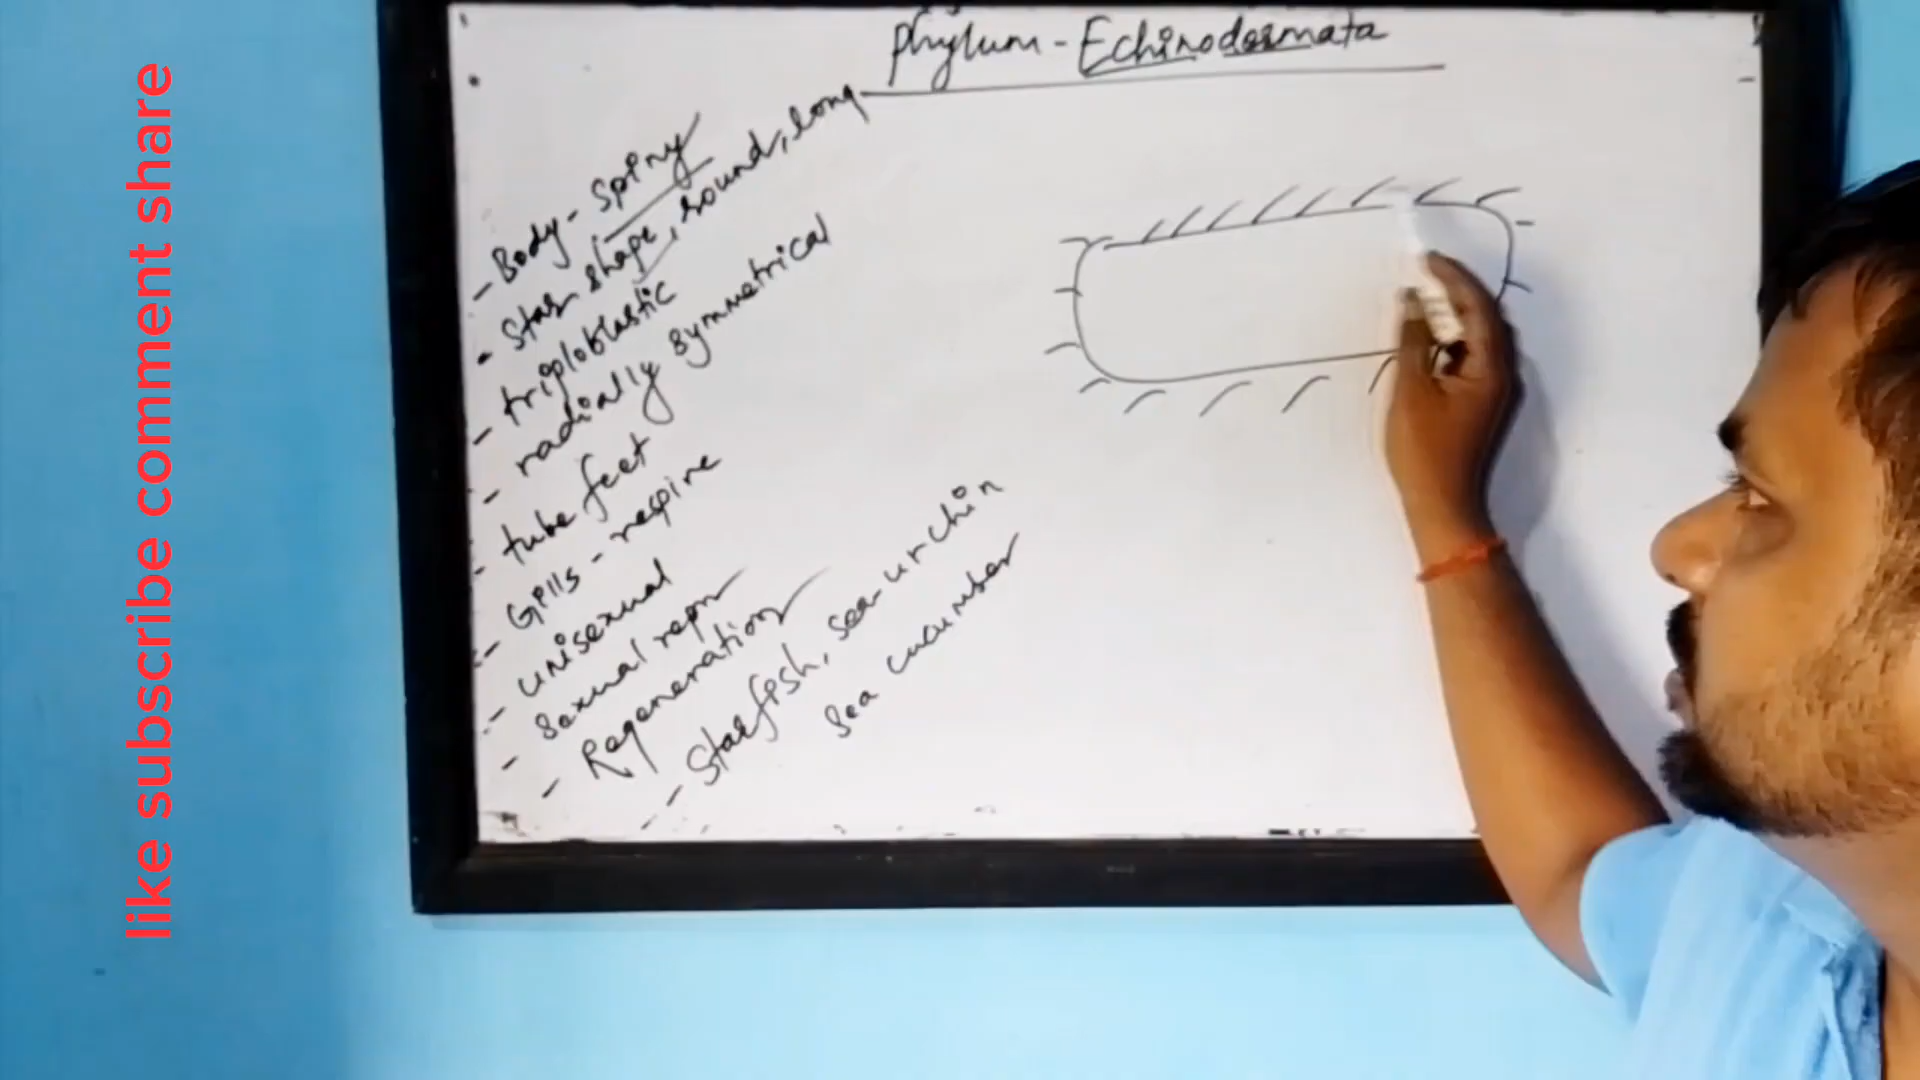 Phylum - Echinodermata
- Body - Spiny
• Star shape, round, long
- triploblastic
- radially symmetrical
- tube feet
- Gills - respire
- unisexual
- sexual repn
- Regeneration
- Starfish, sea-urchin
sea cucumber
like subscribe comment share